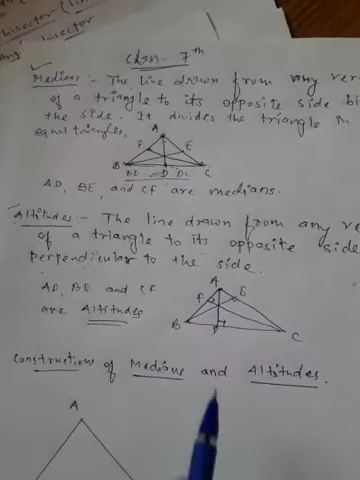 bisector
Ang. bisector
Class- 7th
Medians :- The line drawn from any ver
of a triangle to its opposite side bi
the side. It divides the triangle in
equal triangles.
A
F E
B D C
BD = DC
AD, BE, and CF are medians.
Altitudes :- The line drawn from any ve
of a triangle to its opposite side
perpendicular to the side.
AD, BE and CF
are Altitudes
A
F E
B D C
Constructions of Medians and Altitudes.
A